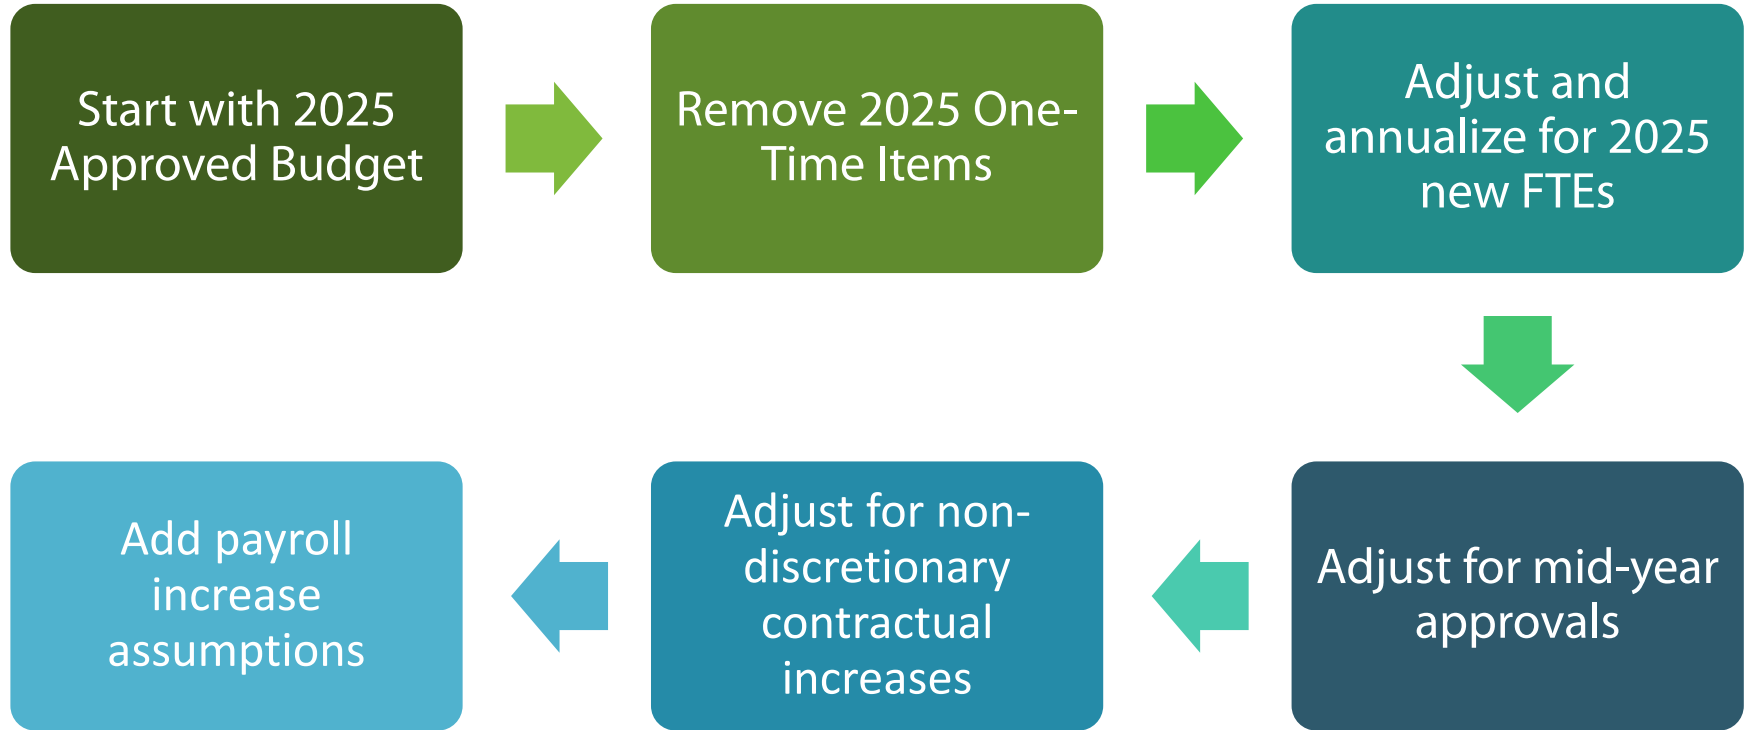 Start with 2025
Approved Budget
Remove 2025 One-
Time Items
Adjust and
annualize for 2025
new FTEs
Adjust for mid-year
approvals
Adjust for non-
discretionary
contractual
increases
Add payroll
increase
assumptions